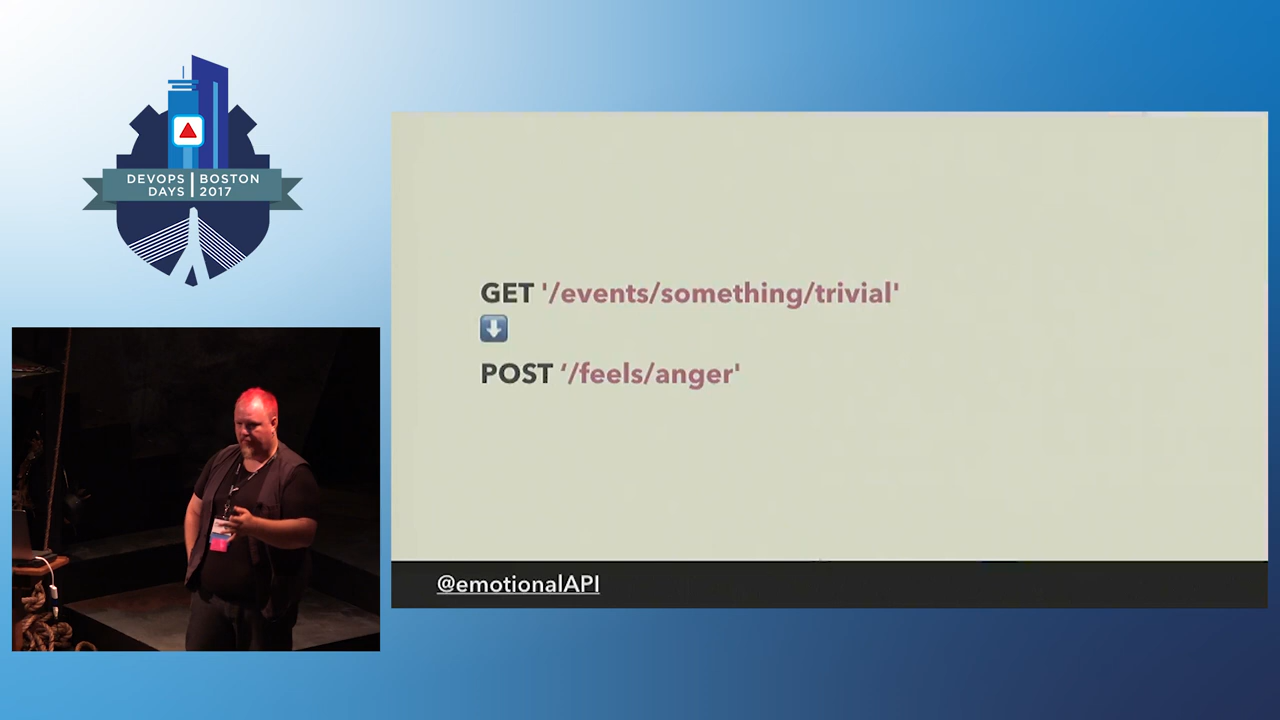 DEVOPS DAYS | BOSTON 2017
GET '/events/something/trivial'
⬇️
POST ‘/feels/anger'
@emotionalAPI